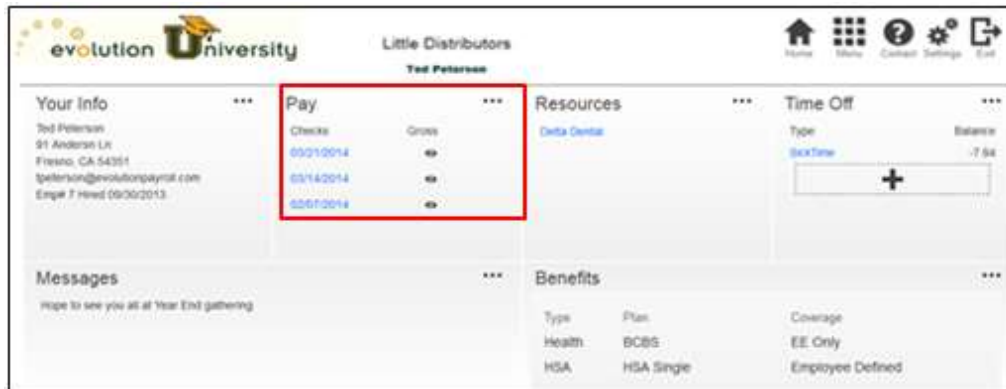 evolution University
Little Distributors
Ted Peterson
Home Menu Contact Settings Exit
Your Info
Ted Peterson
91 Anderson Ln
Fresno, CA 54351
tpeterson@evolutionpayroll.com
Emp# 7 Hired 09/30/2013
Pay
Checks Gross
03/21/2014
03/14/2014
02/07/2014
Resources
Delta Dental
Time Off
Type Balance
SickTime -7.64
Messages
Hope to see you all at Year End gathering
Benefits
Type Plan Coverage
Health BCBS EE Only
HSA HSA Single Employee Defined